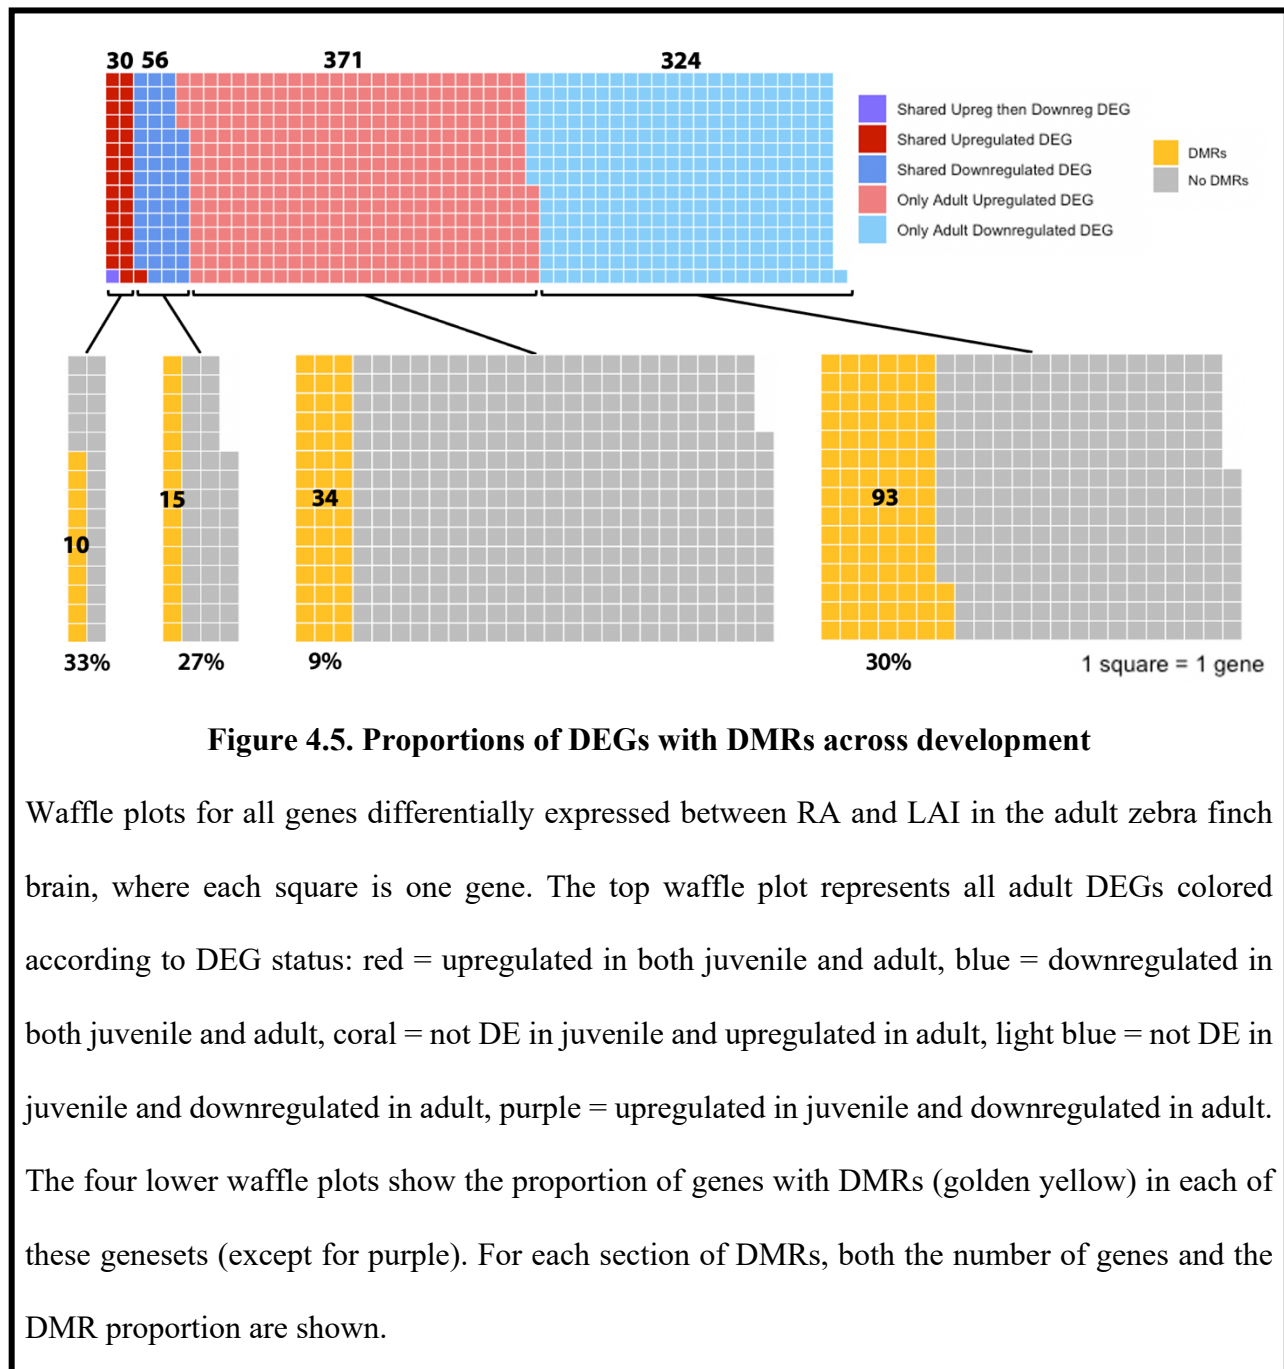 30 56 371 324
Shared Upreg then Downreg DEG
Shared Upregulated DEG
Shared Downregulated DEG
Only Adult Upregulated DEG
Only Adult Downregulated DEG
DMRs
No DMRs
10
15
34
93
33% 27% 9% 30% 1 square = 1 gene
Figure 4.5. Proportions of DEGs with DMRs across development
Waffle plots for all genes differentially expressed between RA and LAI in the adult zebra finch
brain, where each square is one gene. The top waffle plot represents all adult DEGs colored
according to DEG status: red = upregulated in both juvenile and adult, blue = downregulated in
both juvenile and adult, coral = not DE in juvenile and upregulated in adult, light blue = not DE in
juvenile and downregulated in adult, purple = upregulated in juvenile and downregulated in adult.
The four lower waffle plots show the proportion of genes with DMRs (golden yellow) in each of
these genesets (except for purple). For each section of DMRs, both the number of genes and the
DMR proportion are shown.